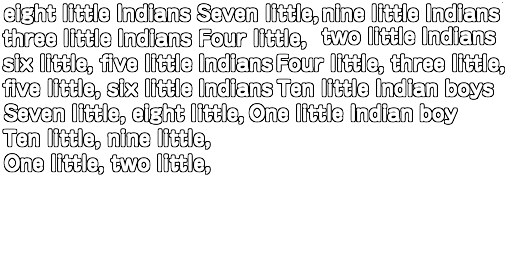 eight little Indians Seven little, nine little Indians
three little Indians Four little, two little Indians
six little, five little Indians Four little, three little,
five little, six little Indians Ten little Indian boys
Seven little, eight little, One little Indian boy
Ten little, nine little,
One little, two little,